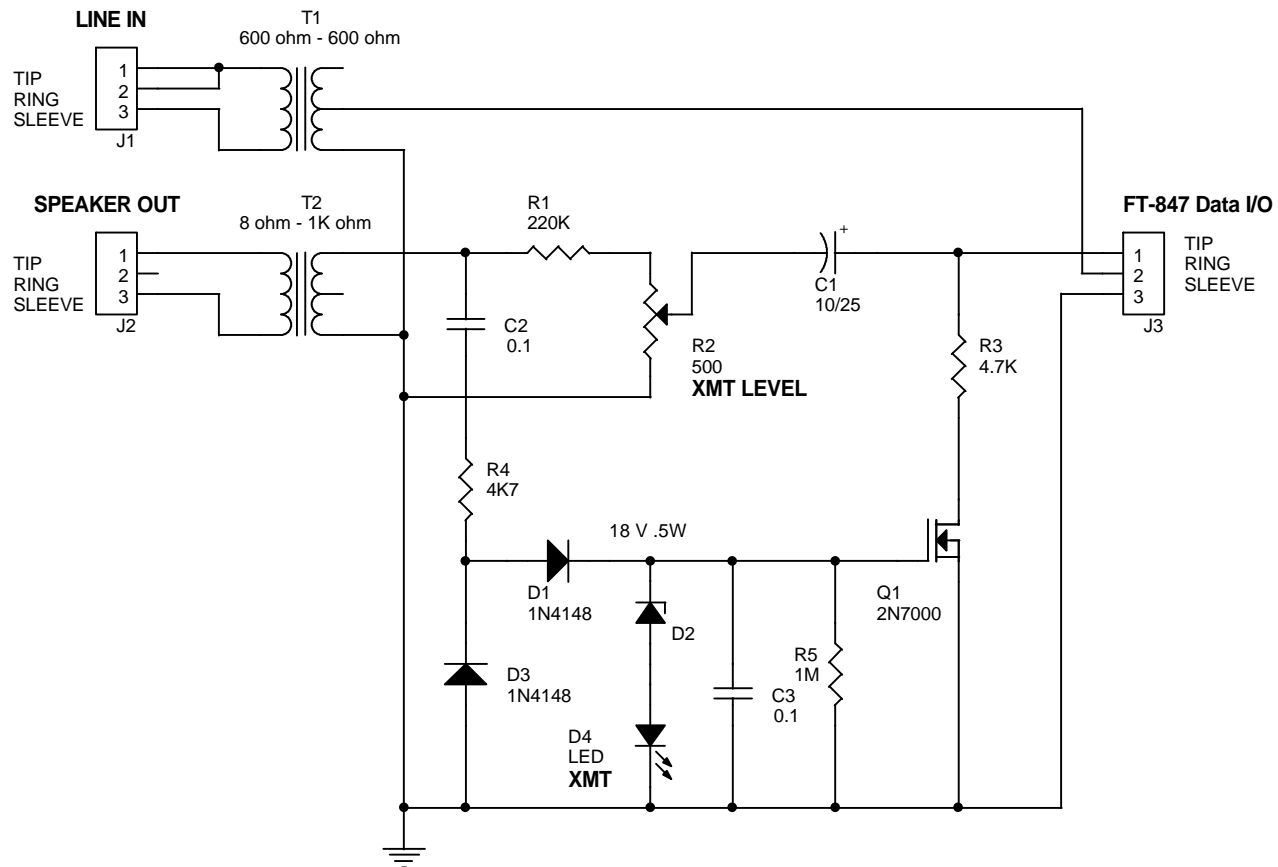 LINE IN
T1
600 ohm - 600 ohm
TIP
RING
SLEEVE
1
2
3
J1
SPEAKER OUT
T2
8 ohm - 1K ohm
TIP
RING
SLEEVE
1
2
3
J2
R1
220K
+
C1
10/25
FT-847 Data I/O
1
2
3
TIP
RING
SLEEVE
J3
C2
0.1
R2
500
XMT LEVEL
R3
4.7K
R4
4K7
18 V .5W
D1
1N4148
D2
Q1
2N7000
D3
1N4148
R5
1M
C3
0.1
D4
LED
XMT